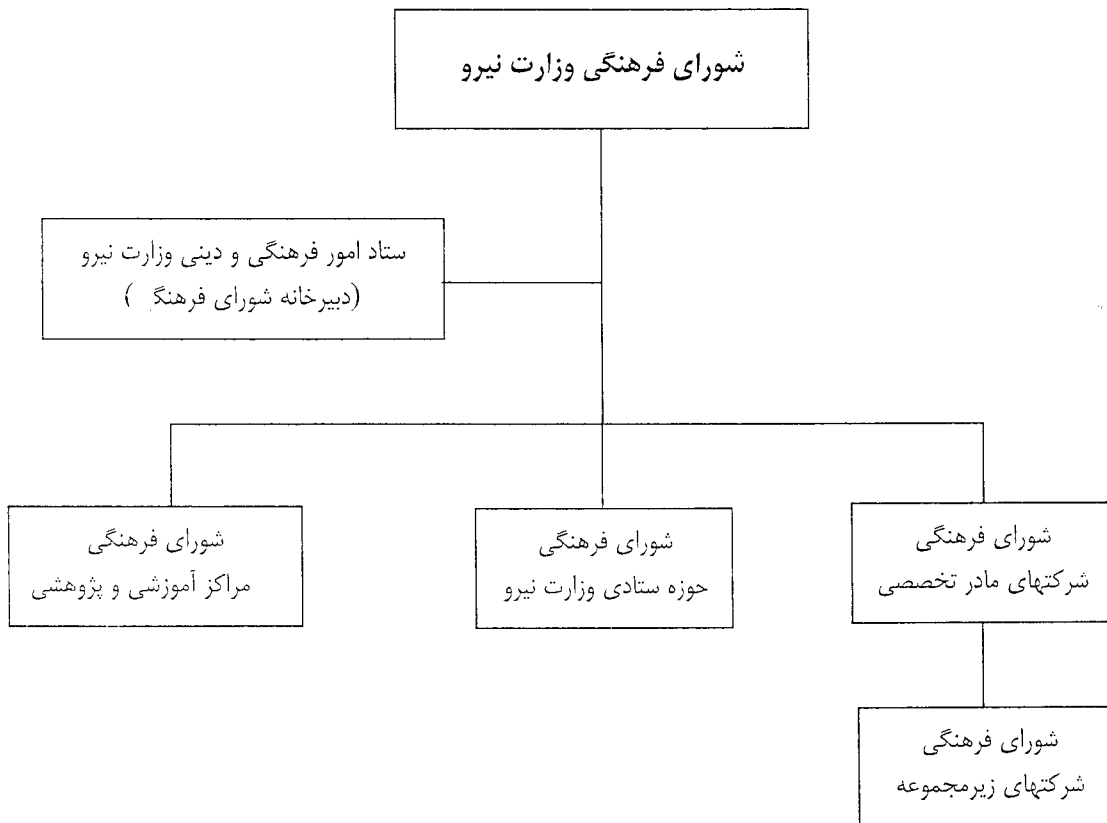 شورای فرهنگی وزارت نیرو
ستاد امور فرهنگی و دینی وزارت نیرو
(دبیرخانه شورای فرهنگ )
شورای فرهنگی
شرکتهای مادر تخصصی
شورای فرهنگی
حوزه ستادی وزارت نیرو
شورای فرهنگی
مراکز آموزشی و پژوهشی
شورای فرهنگی
شرکتهای زیرمجموعه